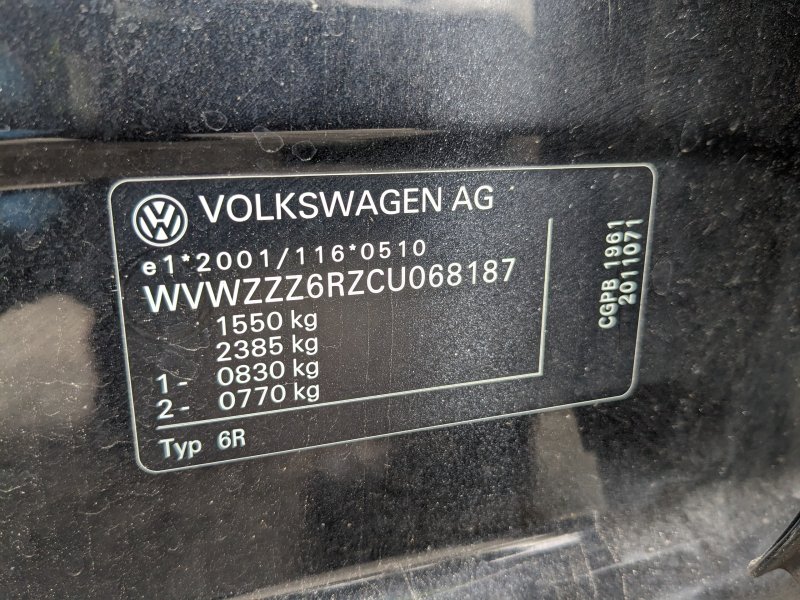 VOLKSWAGEN AG
e1*2001/116*0510
WVWZZZ6RZCU068187
1550 kg
2385 kg
1- 0830 kg
2- 0770 kg
Typ 6R
CGPB 1961
2011071